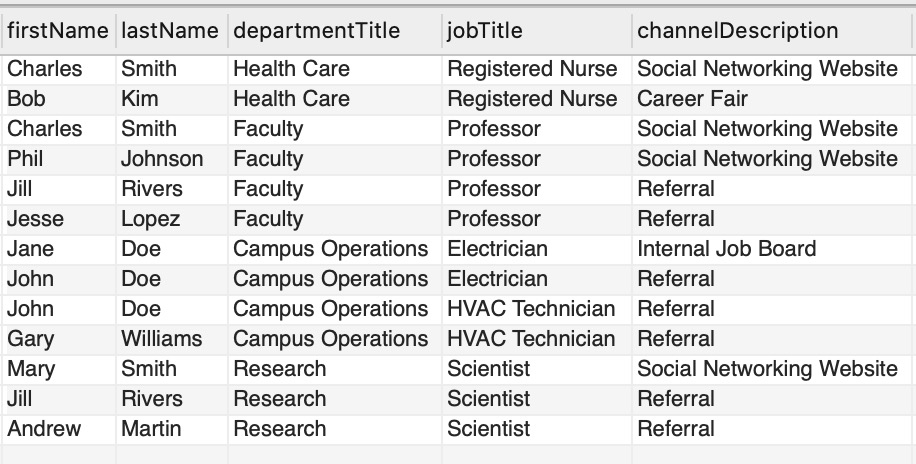 firstName lastName departmentTitle jobTitle channelDescription
Charles Smith Health Care Registered Nurse Social Networking Website
Bob Kim Health Care Registered Nurse Career Fair
Charles Smith Faculty Professor Social Networking Website
Phil Johnson Faculty Professor Social Networking Website
Jill Rivers Faculty Professor Referral
Jesse Lopez Faculty Professor Referral
Jane Doe Campus Operations Electrician Internal Job Board
John Doe Campus Operations Electrician Referral
John Doe Campus Operations HVAC Technician Referral
Gary Williams Campus Operations HVAC Technician Referral
Mary Smith Research Scientist Social Networking Website
Jill Rivers Research Scientist Referral
Andrew Martin Research Scientist Referral